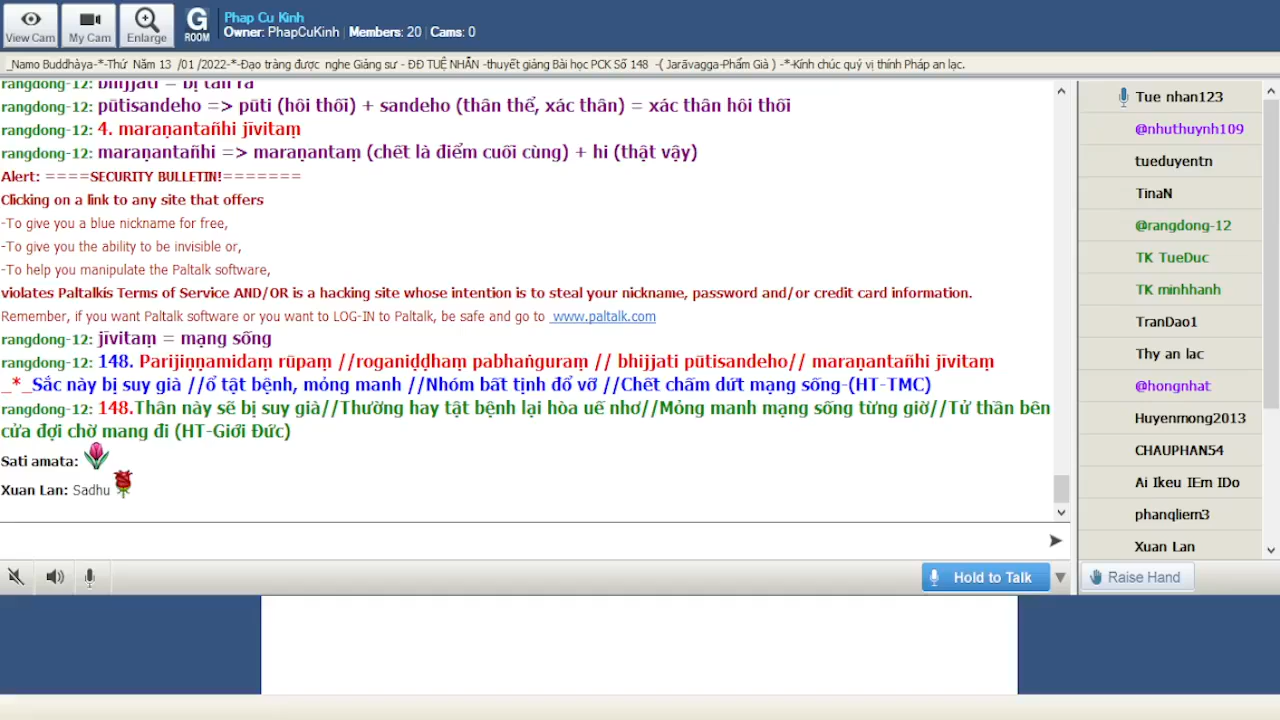 View Cam
My Cam
Enlarge
G
ROOM
Phap Cu Kinh
Owner: PhapCuKinh | Members: 20 | Cams: 0
_Namo Buddhàya-*-Thứ Năm 13 /01 /2022-*-Đạo tràng được nghe Giảng sư - ĐĐ TUỆ NHẪN -thuyết giảng Bài học PCK Số 148 -( Jarāvagga-Phẩm Già ) -*-Kính chúc quý vị thính Pháp an lạc.
rangdong-12: bhijjati = bị tan rã
rangdong-12: pūtisandeho => pūti (hôi thối) + sandeho (thân thể, xác thân) = xác thân hôi thối
rangdong-12: 4. maraṇantañhi jīvitaṃ
rangdong-12: maraṇantañhi => maraṇantaṃ (chết là điểm cuối cùng) + hi (thật vậy)
Alert: ====SECURITY BULLETIN!=======
Clicking on a link to any site that offers
-To give you a blue nickname for free,
-To give you the ability to be invisible or,
-To help you manipulate the Paltalk software,
violates Paltalkís Terms of Service AND/OR is a hacking site whose intention is to steal your nickname, password and/or credit card information.
Remember, if you want Paltalk software or you want to LOG-IN to Paltalk, be safe and go to www.paltalk.com
rangdong-12: jīvitaṃ = mạng sống
rangdong-12: 148. Parijiṇṇamidaṃ rūpaṃ //roganiḍḍhaṃ pabhaṅguraṃ // bhijjati pūtisandeho// maraṇantañhi jīvitaṃ
_*_Sắc này bị suy già //ổ tật bệnh, mỏng manh //Nhóm bất tịnh đổ vỡ //Chết chấm dứt mạng sống-(HT-TMC)
rangdong-12: 148.Thân này sẽ bị suy già//Thường hay tật bệnh lại hòa uế nhơ//Mỏng manh mạng sống từng giờ//Tử thần bên
cửa đợi chờ mang đi (HT-Giới Đức)
Sati amata:
Xuan Lan: Sadhu
Hold to Talk
Tue nhan123
@nhuthuynh109
tueduyentn
TinaN
@rangdong-12
TK TueDuc
TK minhhanh
TranDao1
Thy an lac
@hongnhat
Huyenmong2013
CHAUPHAN54
Ai Ikeu IEm IDo
phanqliem3
Xuan Lan
Raise Hand